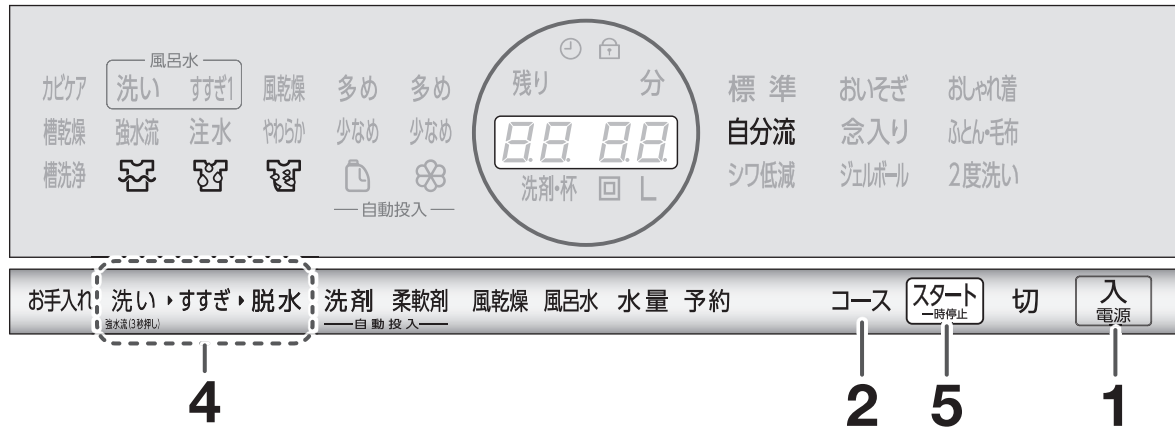 風呂水
カビケア 洗い すすぎ1 風乾燥 多め 多め 残り 分 標準 おいそぎ おしゃれ着
槽乾燥 強水流 注水 やわらか 少なめ 少なめ 88 88 自分流 念入り ふとん・毛布
槽洗浄 洗剤・杯 回 L シワ低減 ジェルボール 2度洗い
自動投入
お手入れ 洗い すすぎ 脱水 洗剤 柔軟剤 風乾燥 風呂水 水量 予約 コース スタート 切 入
強水流(3秒押し) 自動投入 一時停止 電源
4 2 5 1